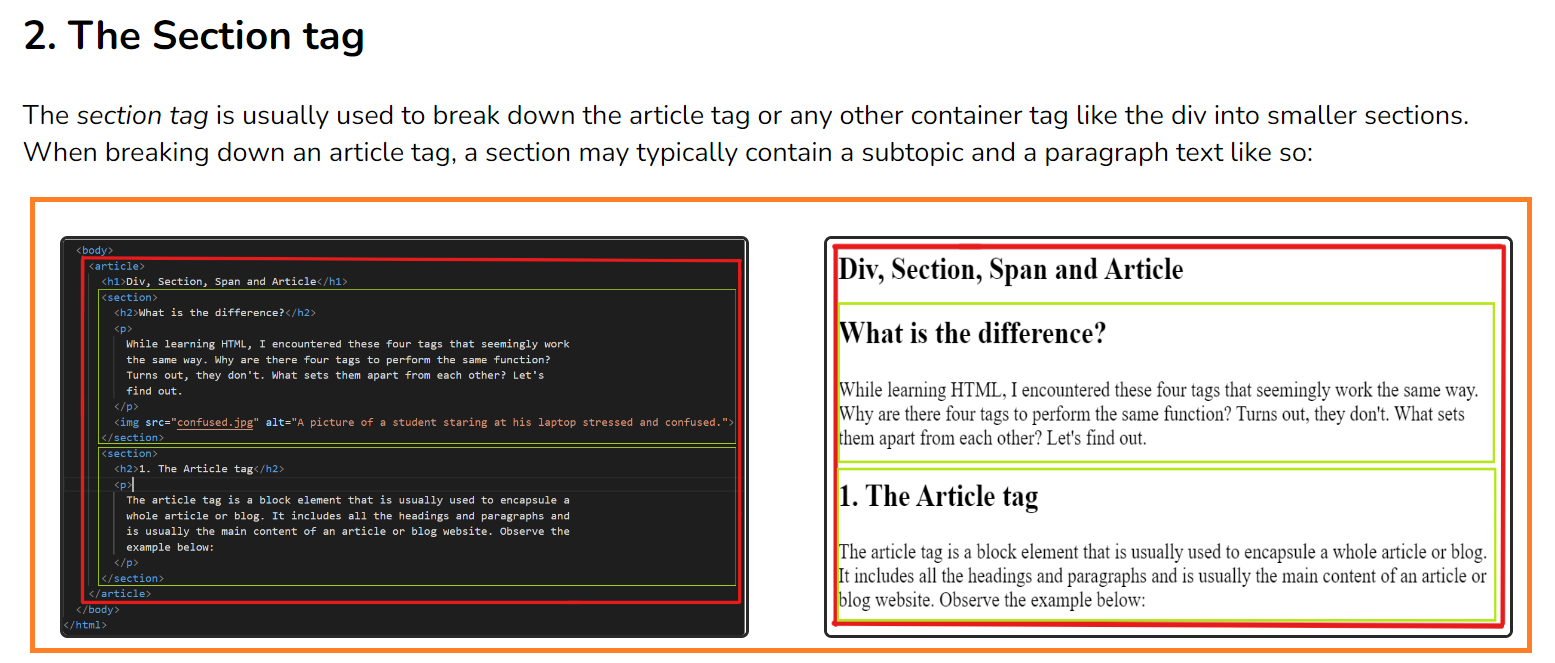 2. The Section tag
The section tag is usually used to break down the article tag or any other container tag like the div into smaller sections.
When breaking down an article tag, a section may typically contain a subtopic and a paragraph text like so:
<body>
<article>
<h1>Div, Section, Span and Article</h1>
<section>
<h2>What is the difference?</h2>
<p>
While learning HTML, I encountered these four tags that seemingly work
the same way. Why are there four tags to perform the same function?
Turns out, they don't. What sets them apart from each other? Let's
find out.
</p>
<img src="confused.jpg" alt="A picture of a student staring at his laptop stressed and confused.">
</section>
<section>
<h2>1. The Article tag</h2>
<p>
The article tag is a block element that is usually used to encapsule a
whole article or blog. It includes all the headings and paragraphs and
is usually the main content of an article or blog website. Observe the
example below:
</p>
</section>
</article>
</body>
</html>
Div, Section, Span and Article
What is the difference?
While learning HTML, I encountered these four tags that seemingly work the same way.
Why are there four tags to perform the same function? Turns out, they don't. What sets
them apart from each other? Let's find out.
1. The Article tag
The article tag is a block element that is usually used to encapsule a whole article or blog.
It includes all the headings and paragraphs and is usually the main content of an article or
blog website. Observe the example below: